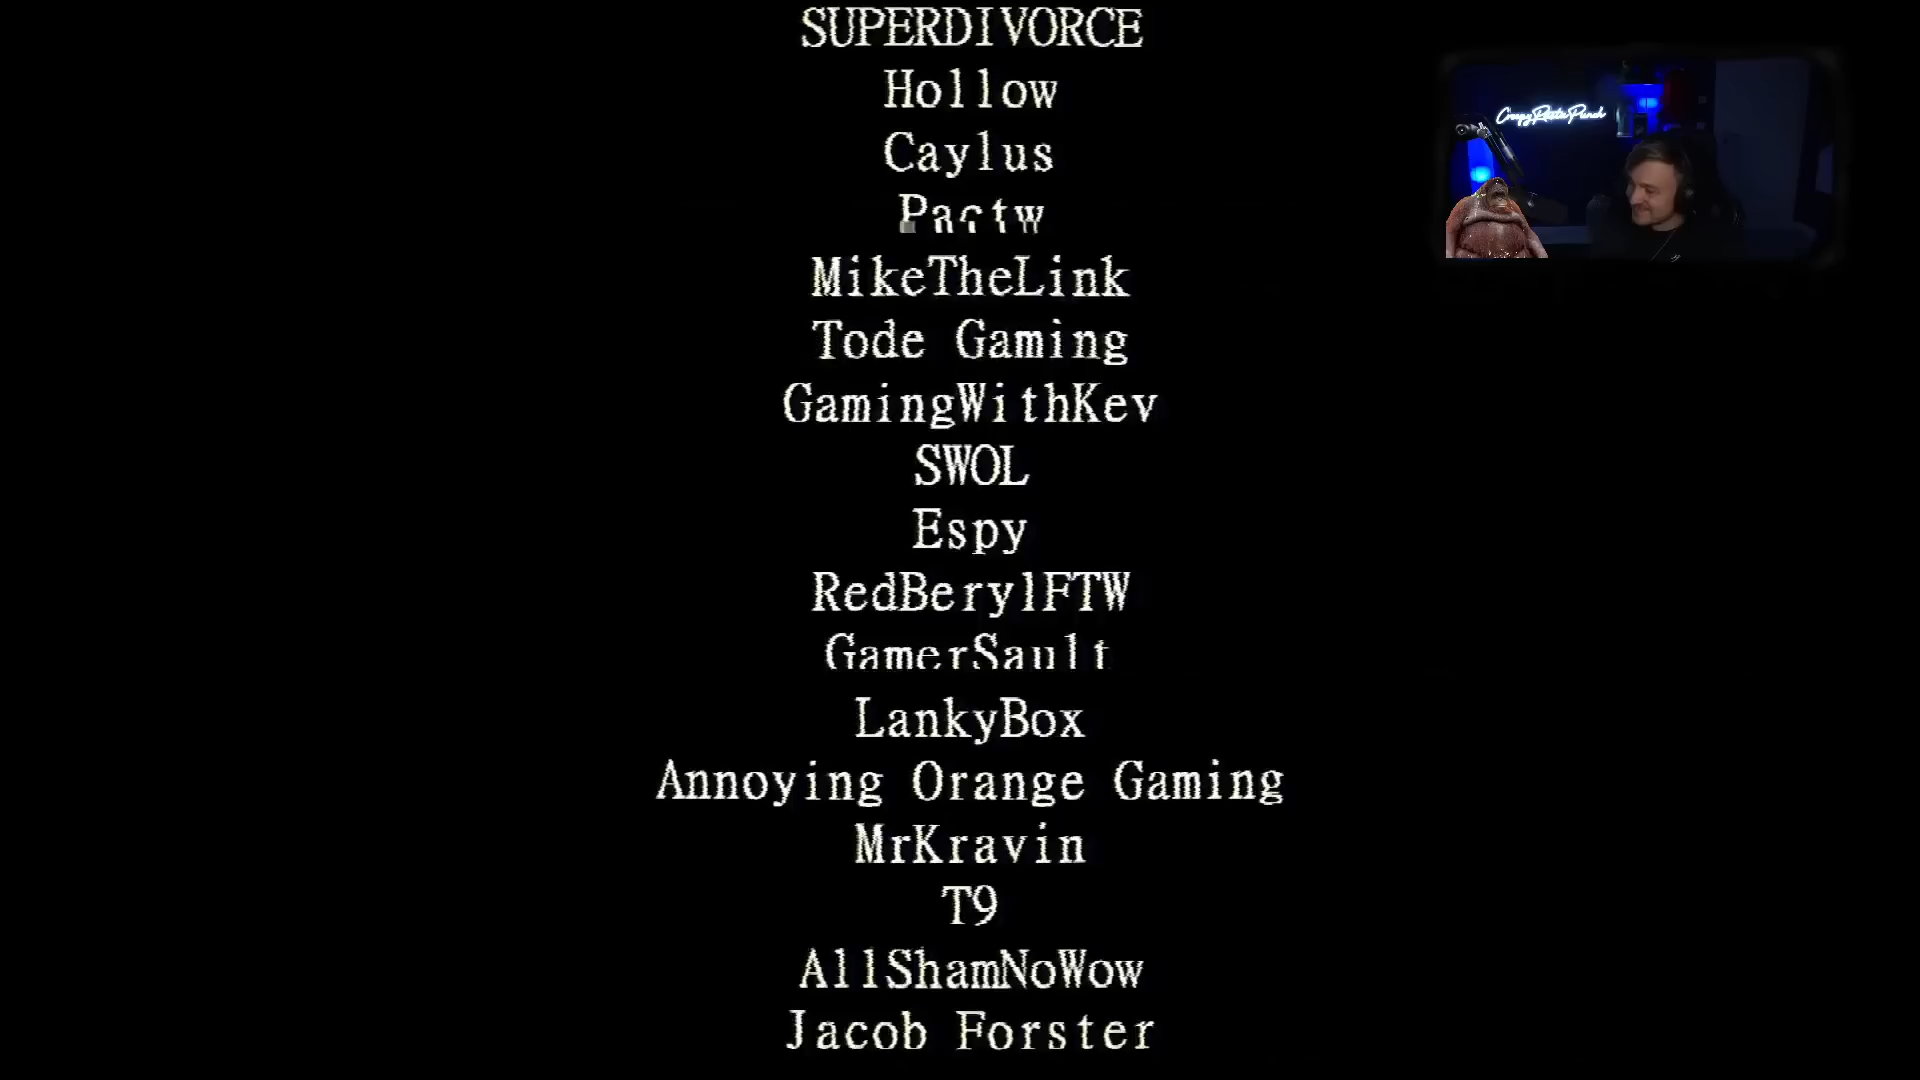 SUPERDIVORCE
Hollow
CreepyPastaPunch
Caylus
MikeTheLink
Tode Gaming
GamingWithKev
SWOL
Espy
RedBerylFTW
GamerSault
LankyBox
Annoying Orange Gaming
MrKravin
T9
AllShamNoWow
Jacob Forster